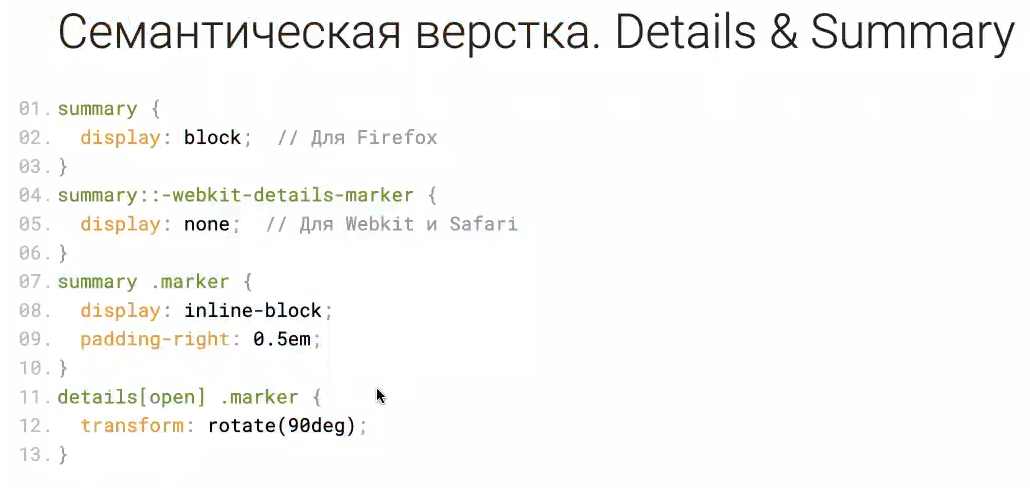 Семантическая верстка. Details & Summary
01. summary {
02.   display: block;  // Для Firefox
03. }
04. summary::-webkit-details-marker {
05.   display: none;  // Для Webkit и Safari
06. }
07. summary .marker {
08.   display: inline-block;
09.   padding-right: 0.5em;
10. }
11. details[open] .marker {
12.   transform: rotate(90deg);
13. }